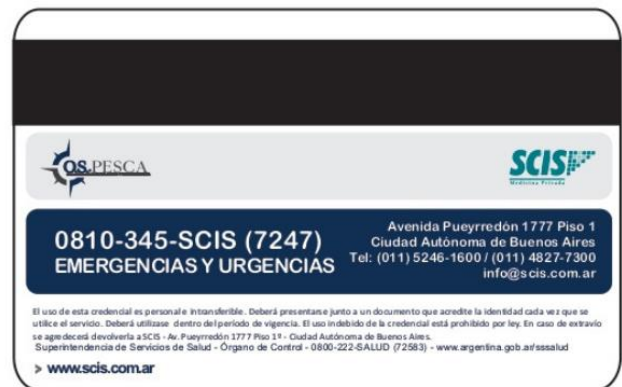 O.S.PESCA
SCIS
Medicina Privada
0810-345-SCIS (7247)
EMERGENCIAS Y URGENCIAS
Avenida Pueyrredón 1777 Piso 1
Ciudad Autónoma de Buenos Aires
Tel: (011) 5246-1600 / (011) 4827-7300
info@scis.com.ar
El uso de esta credencial es personal e intransferible. Deberá presentarse junto a un documento que acredite la identidad cada vez que se
utilice el servicio. Deberá utilizase dentro del período de vigencia. El uso indebido de la credencial está prohibido por ley. En caso de extravío
se agredecerá devolverla a SCIS - Av. Pueyrredón 1777 Piso 1º - Ciudad Autónoma de Buenos Aires.
Superintendencia de Servicios de Salud - Órgano de Control - 0800-222-SALUD (72583) - www.argentina.gob.ar/sssalud
> www.scis.com.ar